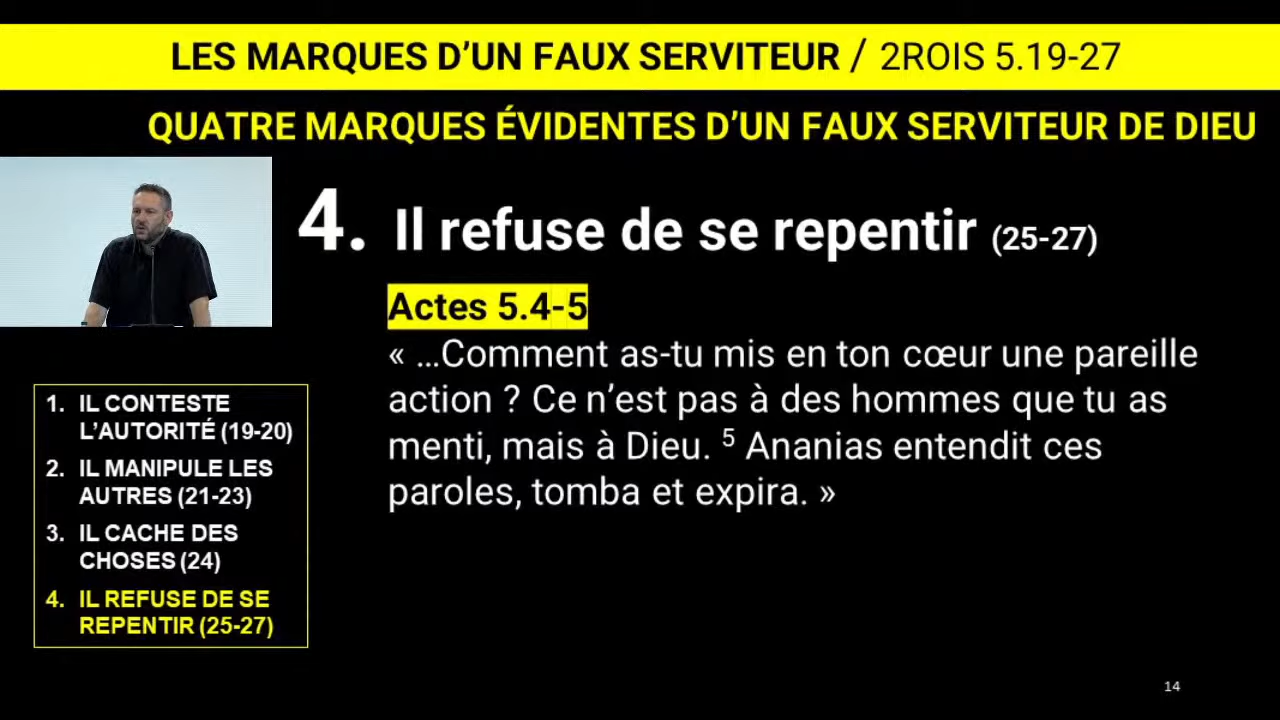 LES MARQUES D’UN FAUX SERVITEUR / 2ROIS 5.19-27
QUATRE MARQUES ÉVIDENTES D’UN FAUX SERVITEUR DE DIEU
4. Il refuse de se repentir (25-27)
Actes 5.4-5
« …Comment as-tu mis en ton cœur une pareille
action ? Ce n’est pas à des hommes que tu as
menti, mais à Dieu. ⁵ Ananias entendit ces
paroles, tomba et expira. »
1. IL CONTESTE
L’AUTORITÉ (19-20)
2. IL MANIPULE LES
AUTRES (21-23)
3. IL CACHE DES
CHOSES (24)
4. IL REFUSE DE SE
REPENTIR (25-27)
14